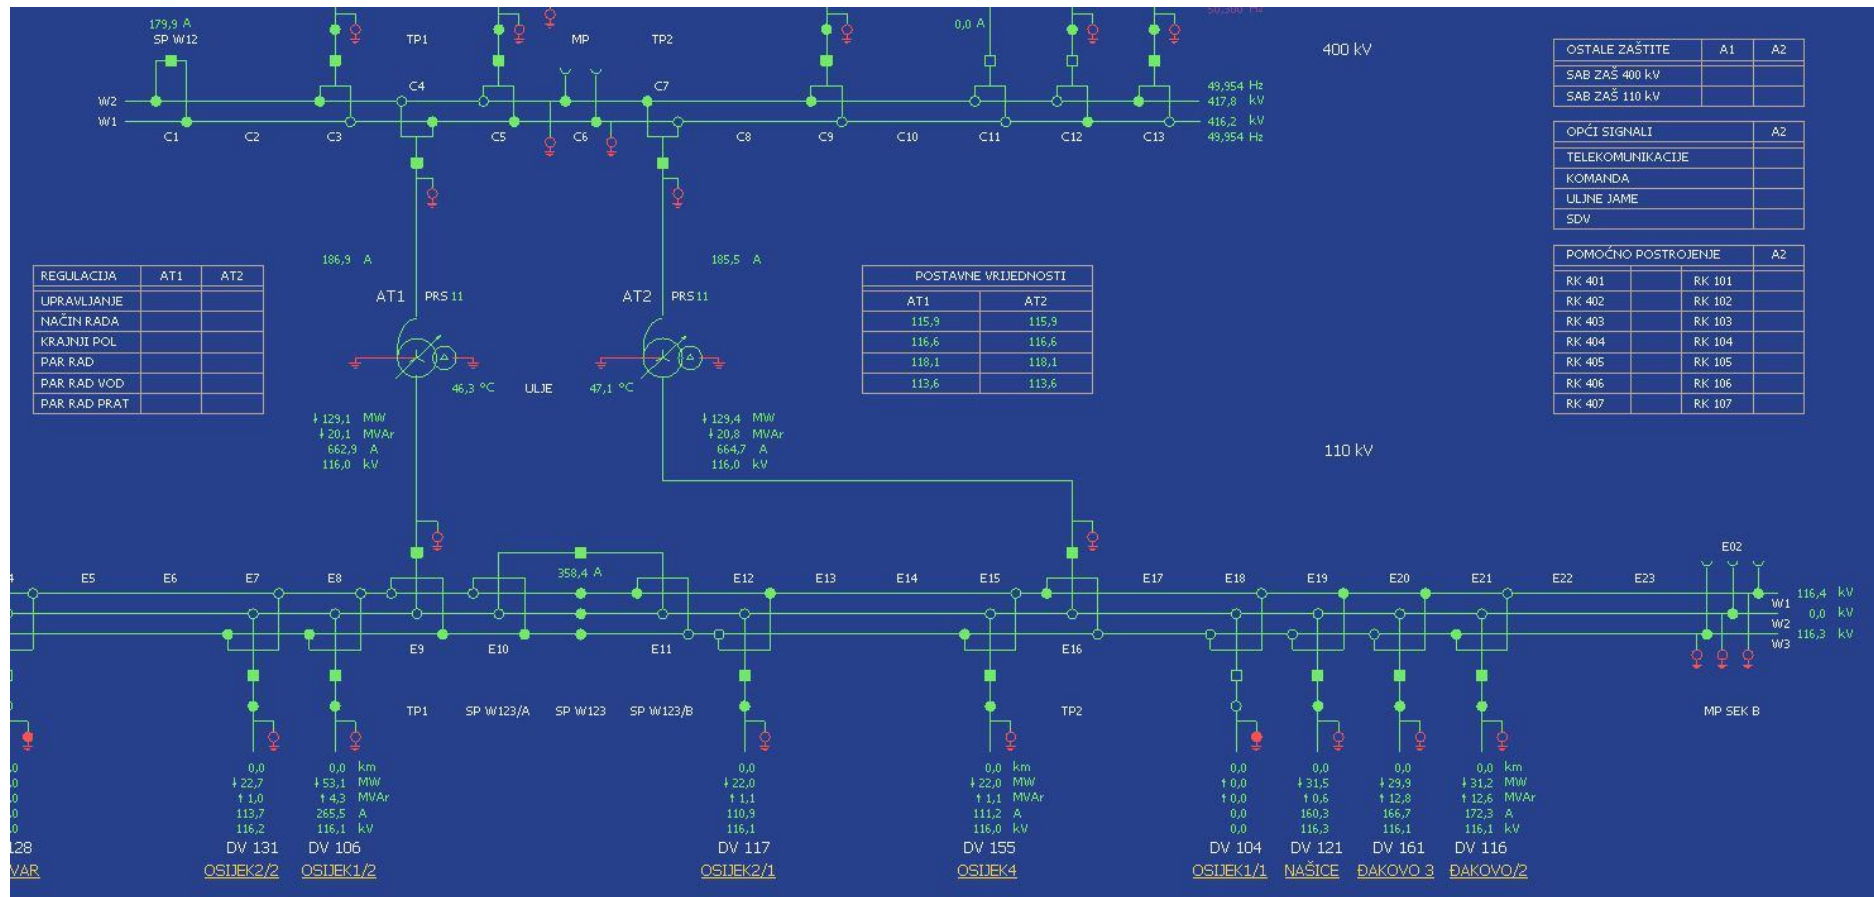 179,9 A
SP W12
TP1
MP
TP2
0,0 A
50,300 Hz
400 kV
C4
C7
W2
W1
49,954 Hz
417,8 kV
416,2 kV
49,954 Hz
C1 C2 C3 C5 C6 C8 C9 C10 C11 C12 C13
OSTALE ZAŠTITE A1 A2
SAB ZAŠ 400 kV
SAB ZAŠ 110 kV
OPĆI SIGNALI A2
TELEKOMUNIKACIJE
KOMANDA
ULJNE JAME
SDV
POMOĆNO POSTROJENJE A2
RK 401 RK 101
RK 402 RK 102
RK 403 RK 103
RK 404 RK 104
RK 405 RK 105
RK 406 RK 106
RK 407 RK 107
REGULACIJA AT1 AT2
UPRAVLJANJE
NAČIN RADA
KRAJNJI POL
PAR RAD
PAR RAD VOD
PAR RAD PRAT
186,9 A
185,5 A
AT1 PRS 11
AT2 PRS 11
POSTAVNE VRIJEDNOSTI
AT1 AT2
115,9 115,9
116,6 116,6
118,1 118,1
113,6 113,6
46,3 °C ULJE 47,1 °C
↓ 129,1 MW
↓ 20,1 MVAr
662,9 A
116,0 kV
↓ 129,4 MW
↓ 20,8 MVAr
664,7 A
116,0 kV
110 kV
358,4 A
E02
4 E5 E6 E7 E8 E12 E13 E14 E15 E17 E18 E19 E20 E21 E22 E23
116,4 kV
W1
0,0 kV
W2
116,3 kV
W3
E9 E10 E11 E16
TP1 SP W123/A SP W123 SP W123/B TP2 MP SEK B
,0 0,0 0,0 km 0,0 0,0 km 0,0 0,0 0,0 0,0 km
,0 ↓ 22,7 ↓ 53,1 MW ↓ 22,0 ↓ 22,0 MW ↑ 0,0 ↓ 31,5 ↓ 29,9 ↓ 31,2 MW
,0 ↑ 1,0 ↑ 4,3 MVAr ↑ 1,1 ↑ 1,1 MVAr ↑ 0,0 ↑ 0,6 ↑ 12,8 ↑ 12,6 MVAr
,0 113,7 265,5 A 110,9 111,2 A 0,0 160,3 166,7 172,3 A
,0 116,2 116,1 kV 116,1 116,0 kV 0,0 116,3 116,1 116,1 kV
128 DV 131 DV 106 DV 117 DV 155 DV 104 DV 121 DV 161 DV 116
VAR OSIJEK2/2 OSIJEK1/2 OSIJEK2/1 OSIJEK4 OSIJEK1/1 NAŠICE ĐAKOVO 3 ĐAKOVO/2